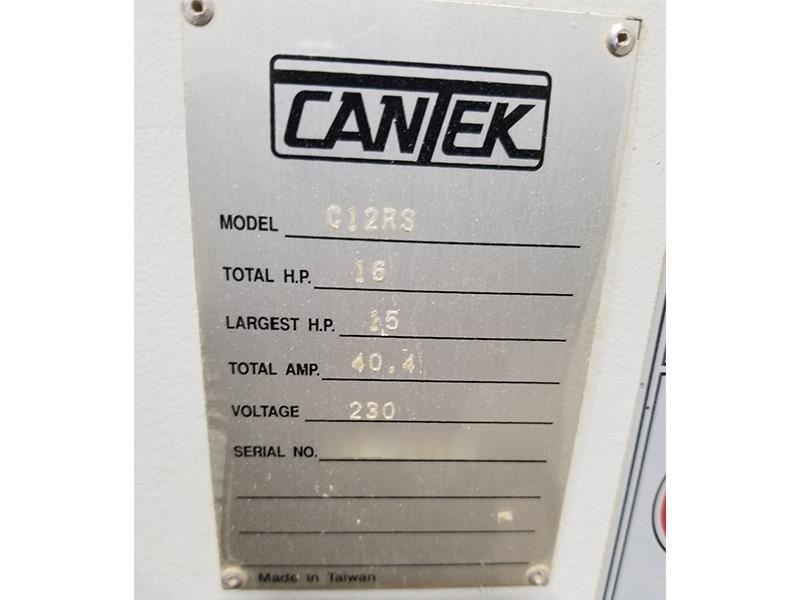 CANTEK
MODEL C12RS
TOTAL H.P. 16
LARGEST H.P. 15
TOTAL AMP. 40.4
VOLTAGE 230
SERIAL NO.
Made in Taiwan